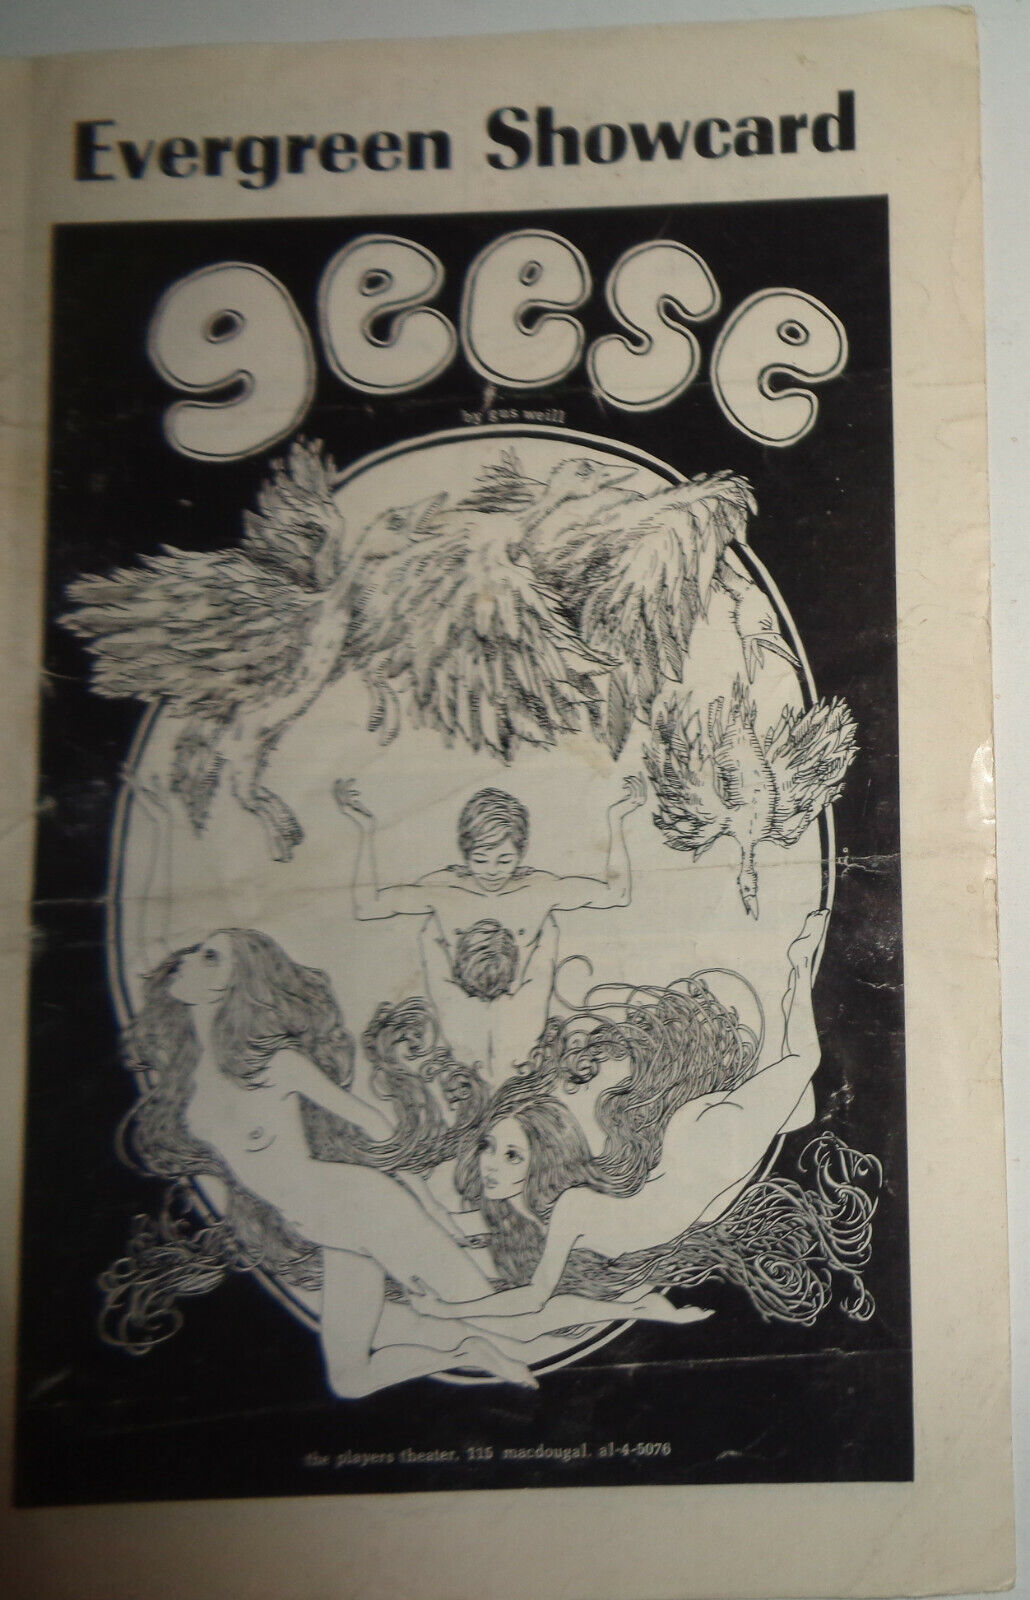 Evergreen Showcard
geese
by gus weill
the players theater, 115 macdougal. al-4-5076